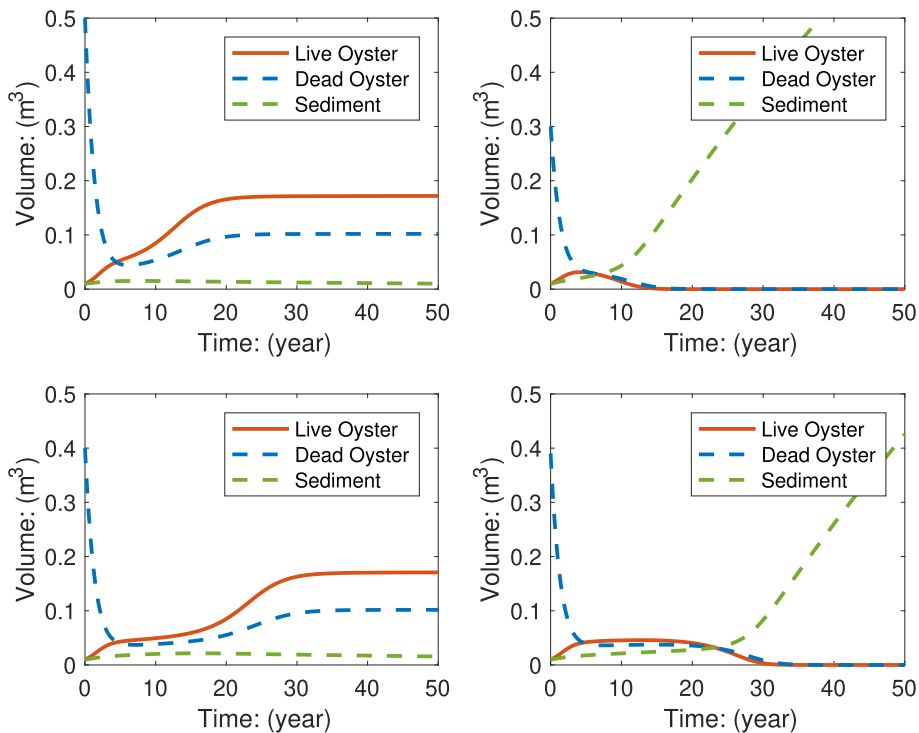 0.5
0.4
0.3
0.2
0.1
0
Volume: (m³)
0 10 20 30 40 50
Time: (year)
Live Oyster
Dead Oyster
Sediment
0.5
0.4
0.3
0.2
0.1
0
Volume: (m³)
0 10 20 30 40 50
Time: (year)
Live Oyster
Dead Oyster
Sediment
0.5
0.4
0.3
0.2
0.1
0
Volume: (m³)
0 10 20 30 40 50
Time: (year)
Live Oyster
Dead Oyster
Sediment
0.5
0.4
0.3
0.2
0.1
0
Volume: (m³)
0 10 20 30 40 50
Time: (year)
Live Oyster
Dead Oyster
Sediment